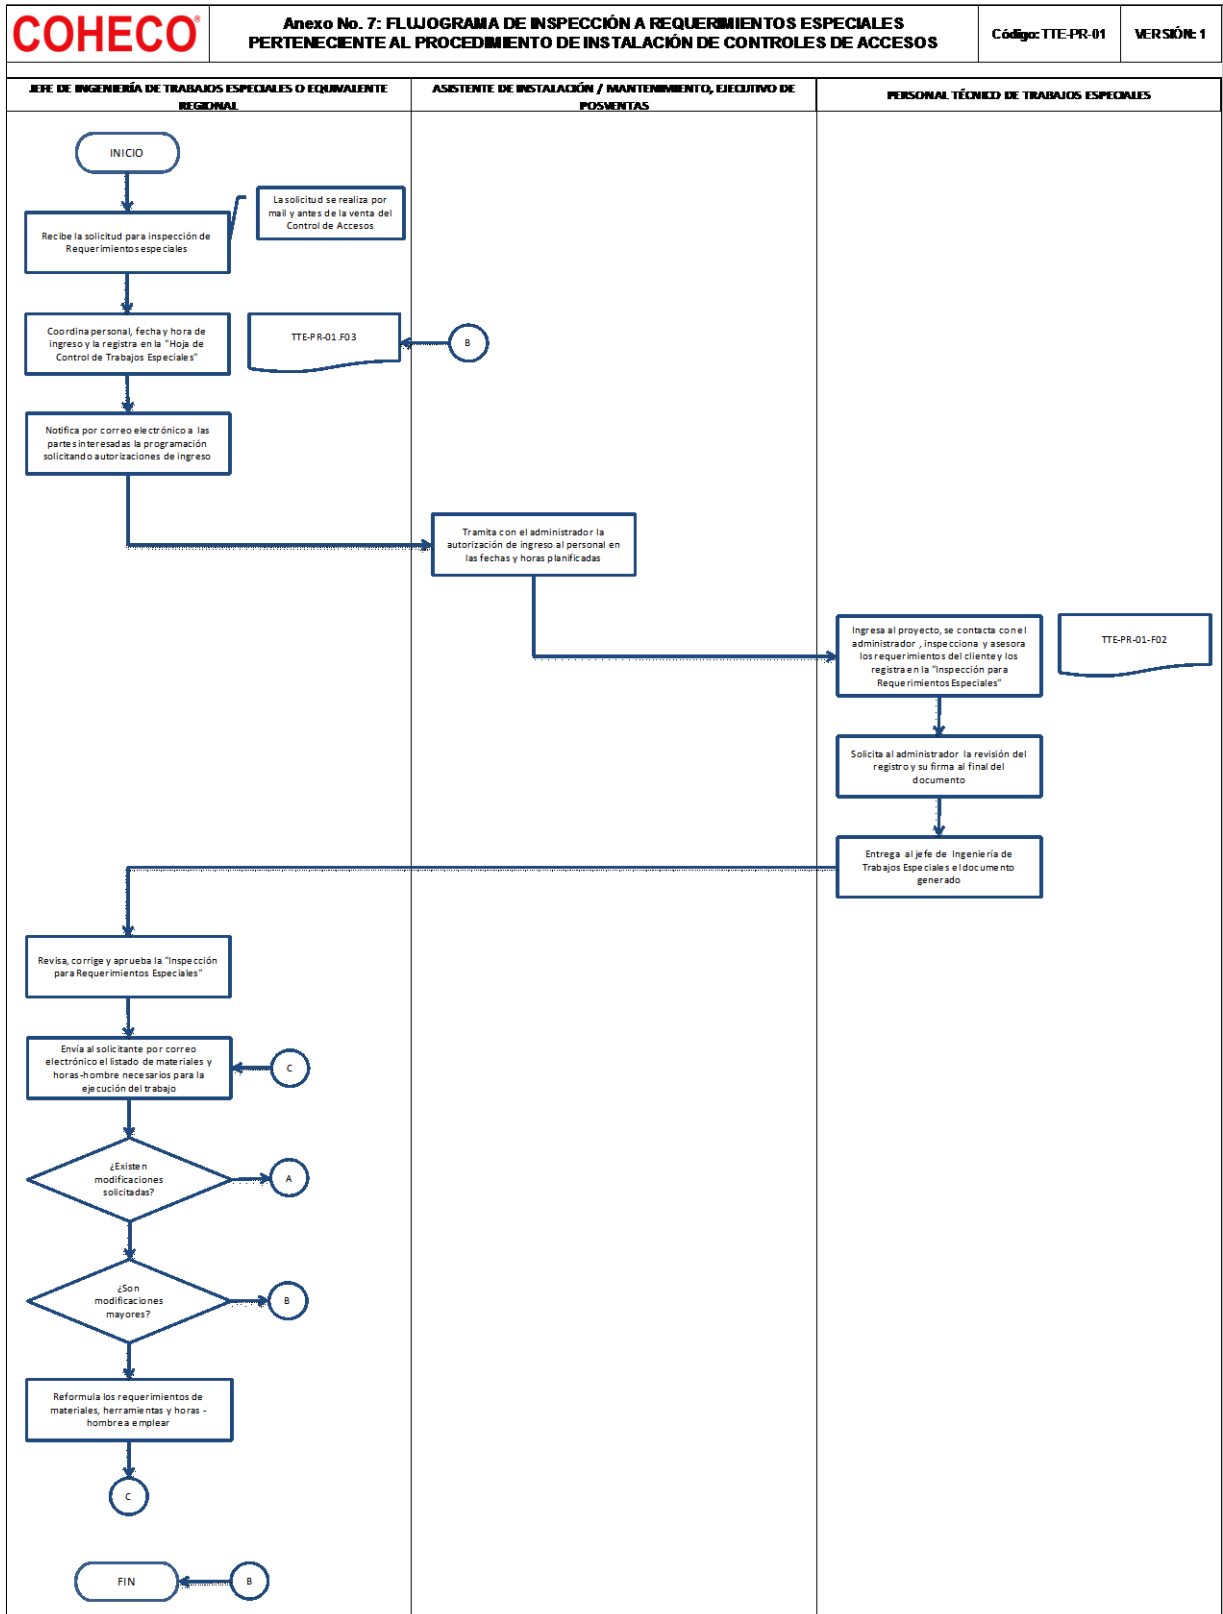 COHECO®
Anexo No. 7: FLUJOGRAMA DE INSPECCIÓN A REQUERIMIENTOS ESPECIALES
PERTENECIENTE AL PROCEDIMIENTO DE INSTALACIÓN DE CONTROLES DE ACCESOS
Código: TTE-PR-01
VERSIÓN: 1
JEFE DE INGENIERÍA DE TRABAJOS ESPECIALES O EQUIVALENTE
REGIONAL
ASISTENTE DE INSTALACIÓN / MANTENIMIENTO, EJECUTIVO DE
POSVENTAS
PERSONAL TÉCNICO DE TRABAJOS ESPECIALES
INICIO
La solicitud se realiza por
mail y antes de la venta del
Control de Accesos
Recibe la solicitud para inspección de
Requerimientos especiales
Coordina personal, fecha y hora de
ingreso y la registra en la "Hoja de
Control de Trabajos Especiales"
TTE-PR-01.F03
B
Notifica por correo electrónico a las
partes interesadas la programación
solicitando autorizaciones de ingreso
Tramita con el administrador la
autorización de ingreso al personal en
las fechas y horas planificadas
Ingresa al proyecto, se contacta con el
administrador , inspecciona y asesora
los requerimientos del cliente y los
registra en la "Inspección para
Requerimientos Especiales"
TTE-PR-01-F02
Solicita al administrador la revisión del
registro y su firma al final del
documento
Entrega al jefe de Ingeniería de
Trabajos Especiales el documento
generado
Revisa, corrige y aprueba la "Inspección
para Requerimientos Especiales"
Envía al solicitante por correo
electrónico el listado de materiales y
horas-hombre necesarios para la
ejecución del trabajo
C
¿Existen
modificaciones
solicitadas?
A
¿Son
modificaciones
mayores?
B
Reformula los requerimientos de
materiales, herramientas y horas -
hombre a emplear
C
FIN
B